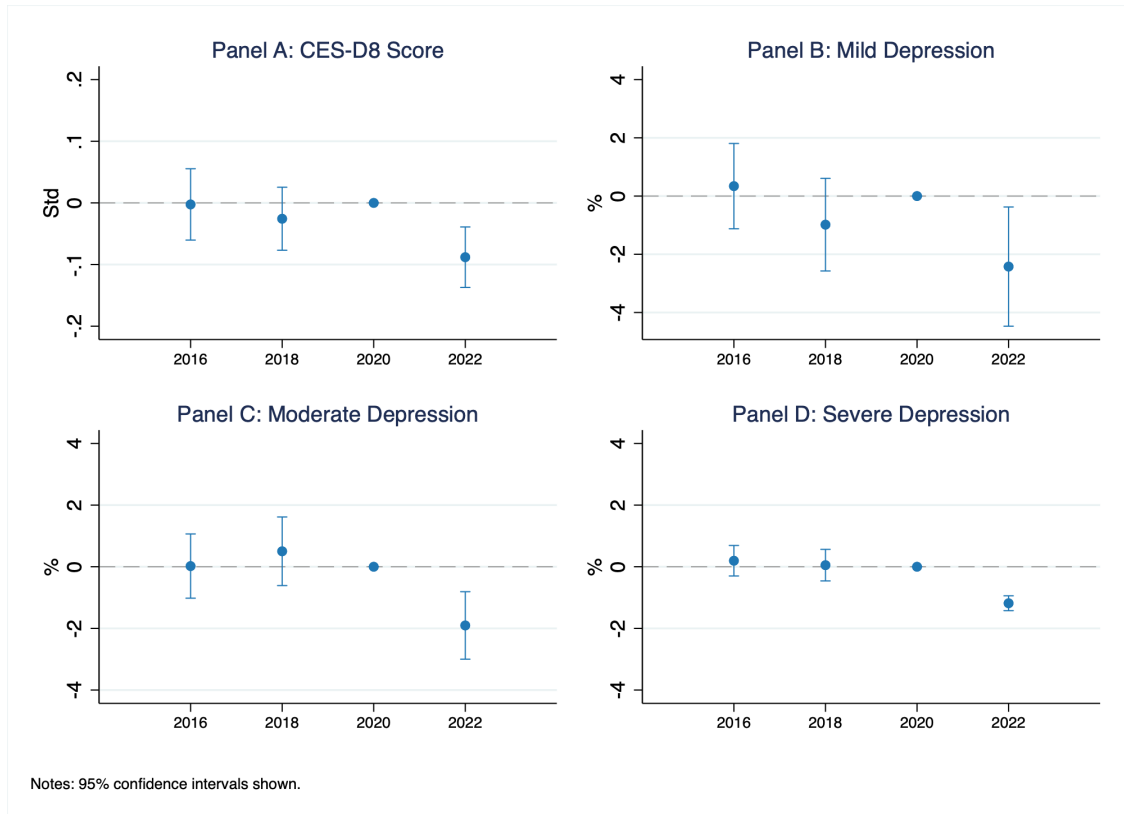 Panel A: CES-D8 Score
Std
.2
.1
0
-.1
-.2
2016 2018 2020 2022
Panel B: Mild Depression
%
4
2
0
-2
-4
2016 2018 2020 2022
Panel C: Moderate Depression
%
4
2
0
-2
-4
2016 2018 2020 2022
Panel D: Severe Depression
%
4
2
0
-2
-4
2016 2018 2020 2022
Notes: 95% confidence intervals shown.